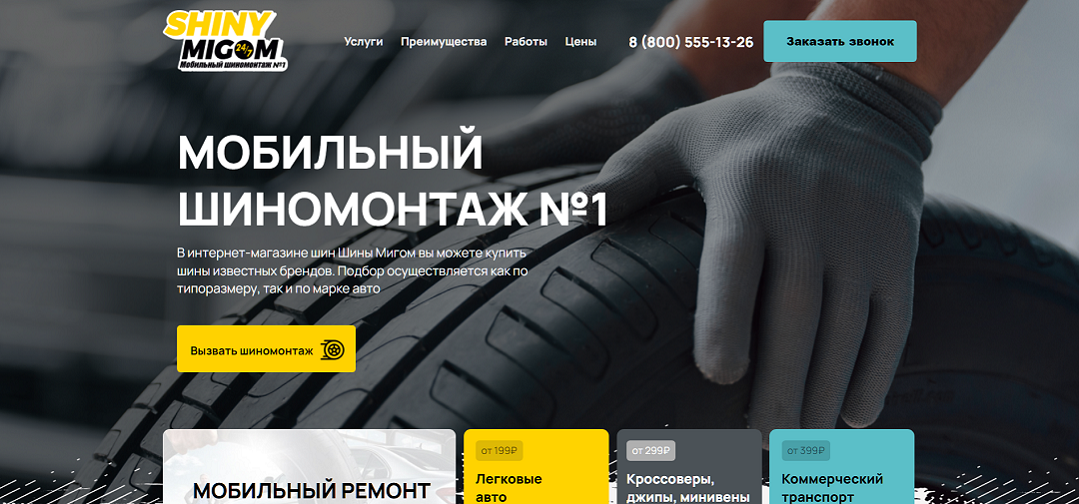 SHINY
MIGOM
24/7
Мобильный шиномонтаж №1
Услуги
Преимущества
Работы
Цены
8 (800) 555-13-26
Заказать звонок
МОБИЛЬНЫЙ
ШИНОМОНТАЖ №1
В интернет-магазине шин Шины Мигом вы можете купить
шины известных брендов. Подбор осуществляется как по
типоразмеру, так и по марке авто
Вызвать шиномонтаж
МОБИЛЬНЫЙ РЕМОНТ
от 199₽
Легковые
авто
от 299₽
Кроссоверы,
джипы, минивены
от 399₽
Коммерческий
транспорт